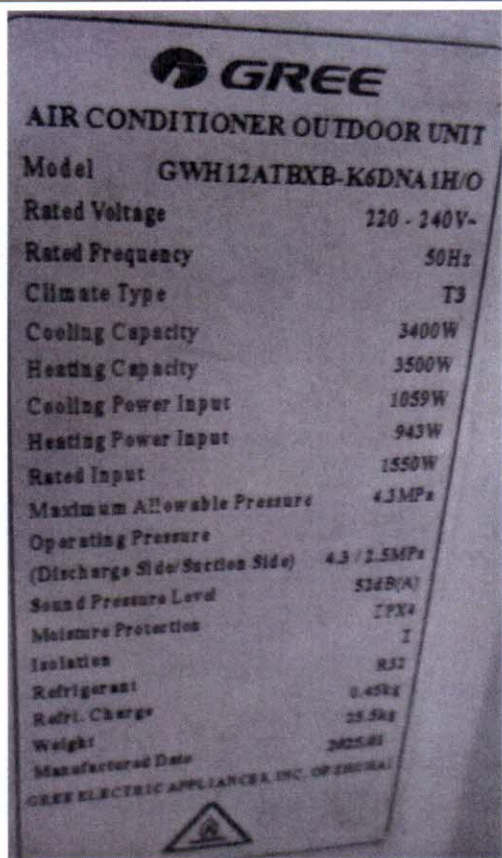 GREE
AIR CONDITIONER OUTDOOR UNIT
Model GWH12ATBXB-K6DNA1H/O
Rated Voltage 220 - 240V~
Rated Frequency 50Hz
Climate Type T3
Cooling Capacity 3400W
Heating Capacity 3500W
Cooling Power Input 1059W
Heating Power Input 943W
Rated Input 1550W
Maximum Allowable Pressure 4.3MPa
Operating Pressure
(Discharge Side/Suction Side) 4.3 / 2.5MPa
Sound Pressure Level 52dB(A)
Moisture Protection IPX4
Isolation I
Refrigerant R32
Refri. Charge 0.45kg
Weight 25.5kg
Manufactured Date 2025.01
GREE ELECTRIC APPLIANCES, INC. OF ZHUHAI